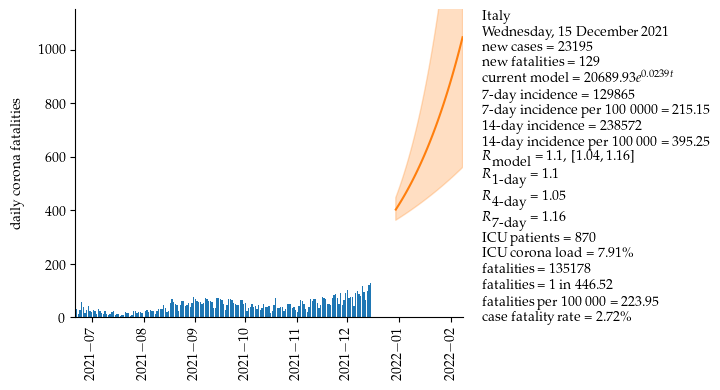 daily corona fatalities
1000
800
600
400
200
0
2021−07
2021−08
2021−09
2021−10
2021−11
2021−12
2022−01
2022−02
Italy
Wednesday, 15 December 2021
new cases = 23195
new fatalities = 129
current model = 20689.93e^0.0239t
7-day incidence = 129865
7-day incidence per 100 0000 = 215.15
14-day incidence = 238572
14-day incidence per 100 000 = 395.25
Rmodel = 1.1, [1.04, 1.16]
R1-day = 1.1
R4-day = 1.05
R7-day = 1.16
ICU patients = 870
ICU corona load = 7.91%
fatalities = 135178
fatalities = 1 in 446.52
fatalities per 100 000 = 223.95
case fatality rate = 2.72%